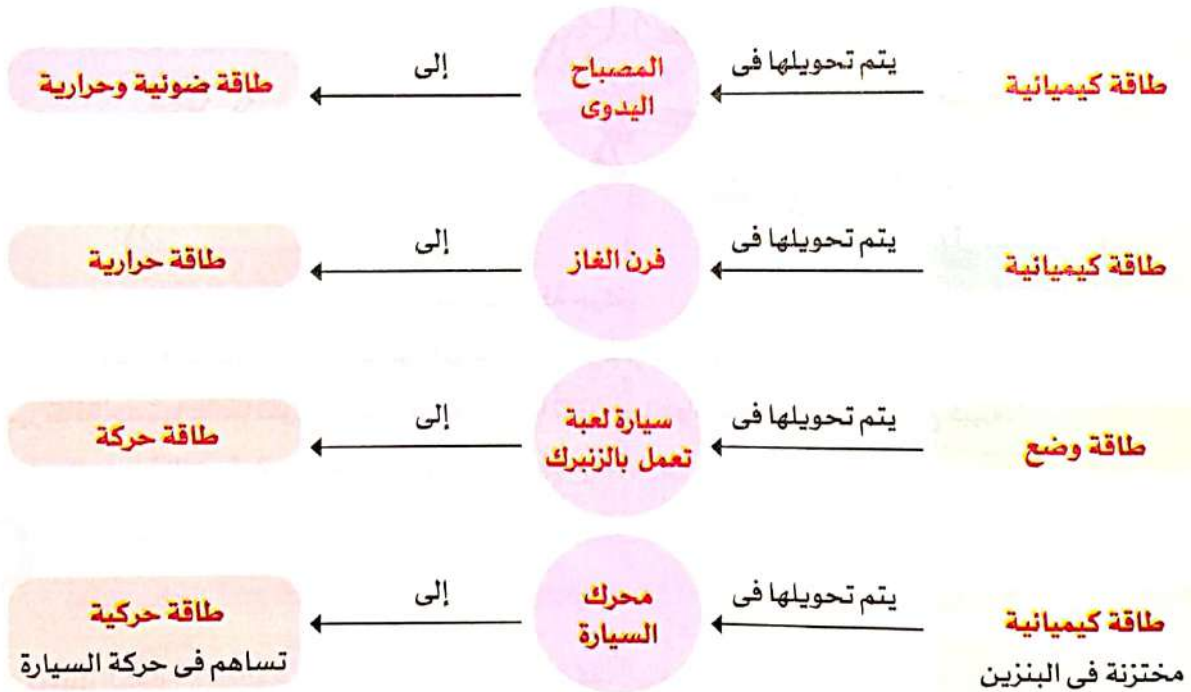 طاقة كيميائية
يتم تحويلها فى
المصباح
اليدوى
إلى
طاقة ضوئية وحرارية
طاقة كيميائية
يتم تحويلها فى
فرن الغاز
إلى
طاقة حرارية
طاقة وضع
يتم تحويلها فى
سيارة لعبة
تعمل بالزنبرك
إلى
طاقة حركة
طاقة كيميائية
مختزنة فى البنزين
يتم تحويلها فى
محرك
السيارة
إلى
طاقة حركية
تساهم فى حركة السيارة